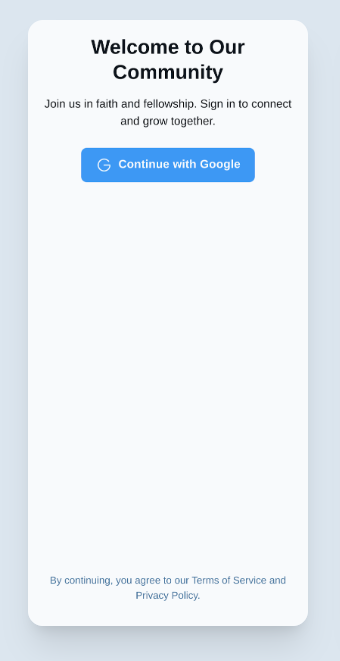 Welcome to Our
Community
Join us in faith and fellowship. Sign in to connect
and grow together.
Continue with Google
By continuing, you agree to our Terms of Service and
Privacy Policy.